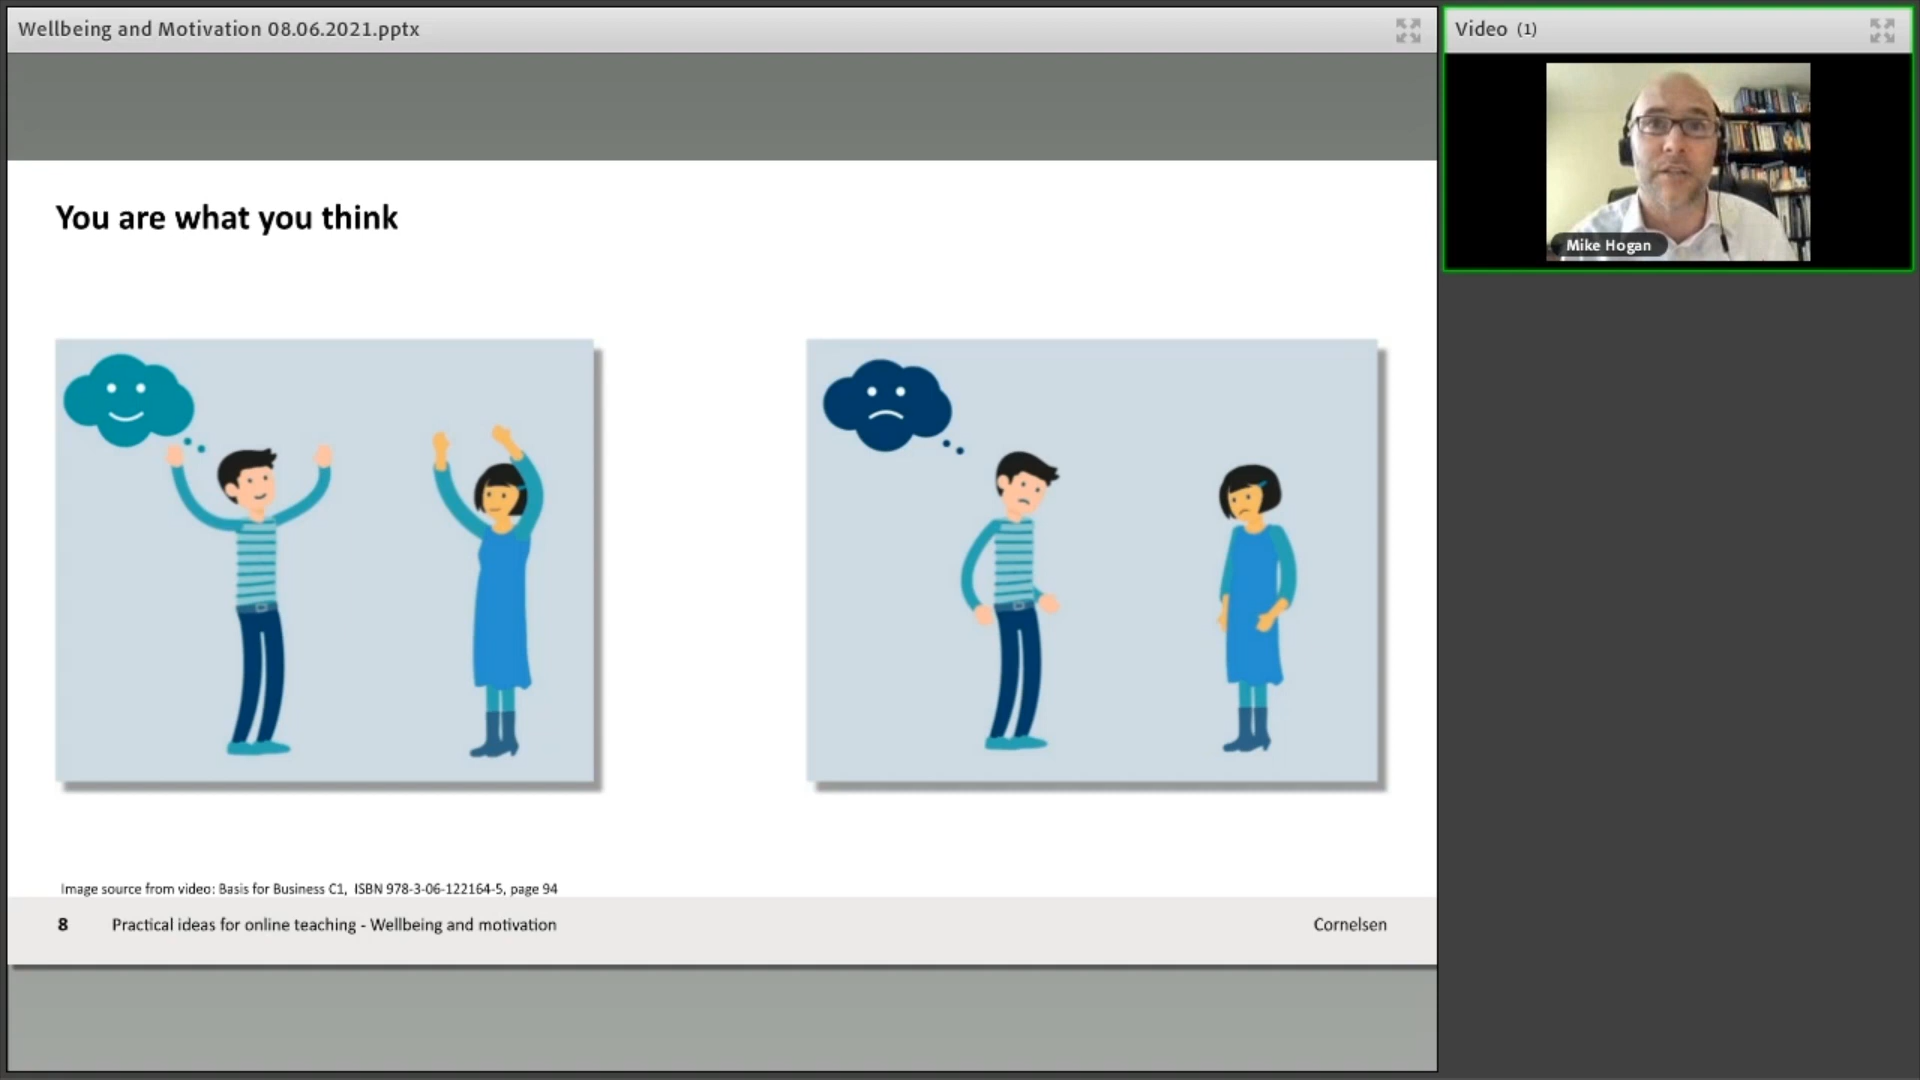 Wellbeing and Motivation 08.06.2021.pptx
Video (1)
Mike Hogan
You are what you think
Image source from video: Basis for Business C1, ISBN 978-3-06-122164-5, page 94
8 Practical ideas for online teaching - Wellbeing and motivation Cornelsen